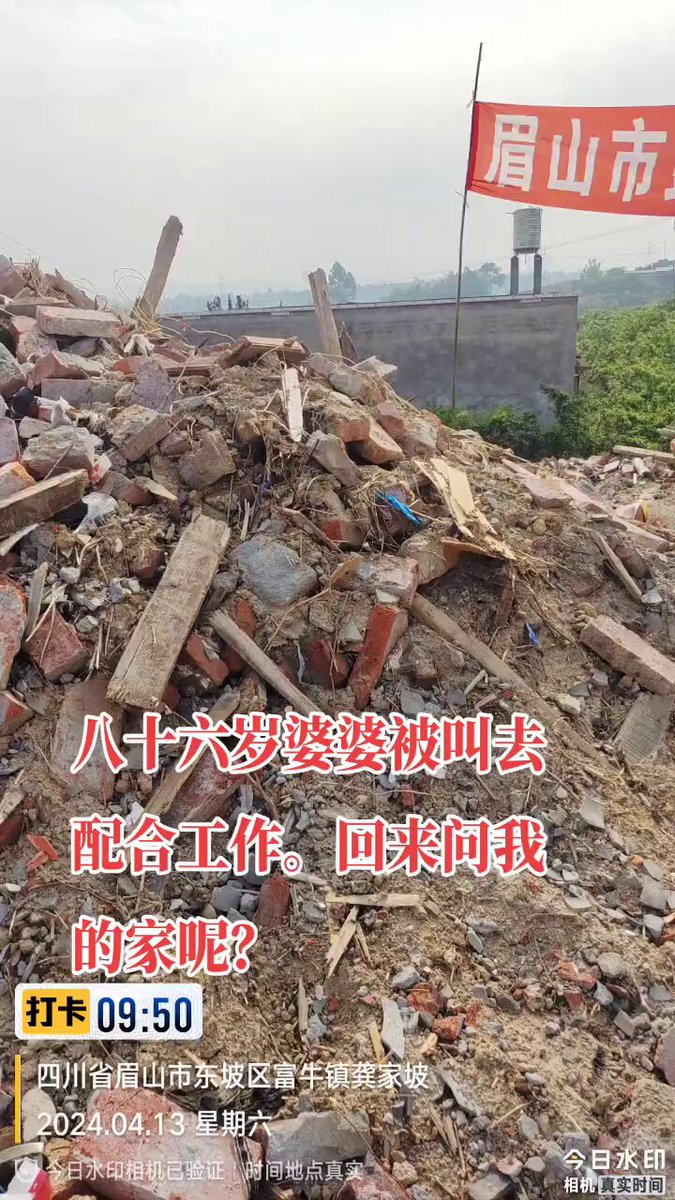 眉山市
八十六岁婆婆被叫去
配合工作。回来问我
的家呢?
打卡 09:50
四川省眉山市东坡区富牛镇龚家坡
2024.04.13 星期六
今日水印相机已验证 | 时间地点真实
今日水印
相机 真实时间